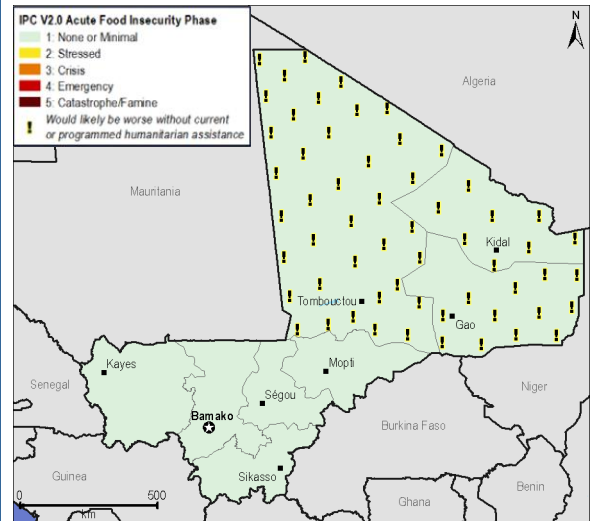 IPC V2.0 Acute Food Insecurity Phase
1: None or Minimal
2: Stressed
3: Crisis
4: Emergency
5: Catastrophe/Famine
! Would likely be worse without current
or programmed humanitarian assistance
N
Algeria
Mauritania
Kidal
Tombouctou
Gao
Kayes
Mopti
Senegal
Ségou
Niger
Bamako
Burkina Faso
Sikasso
Guinea
Benin
0 500
km
Ghana